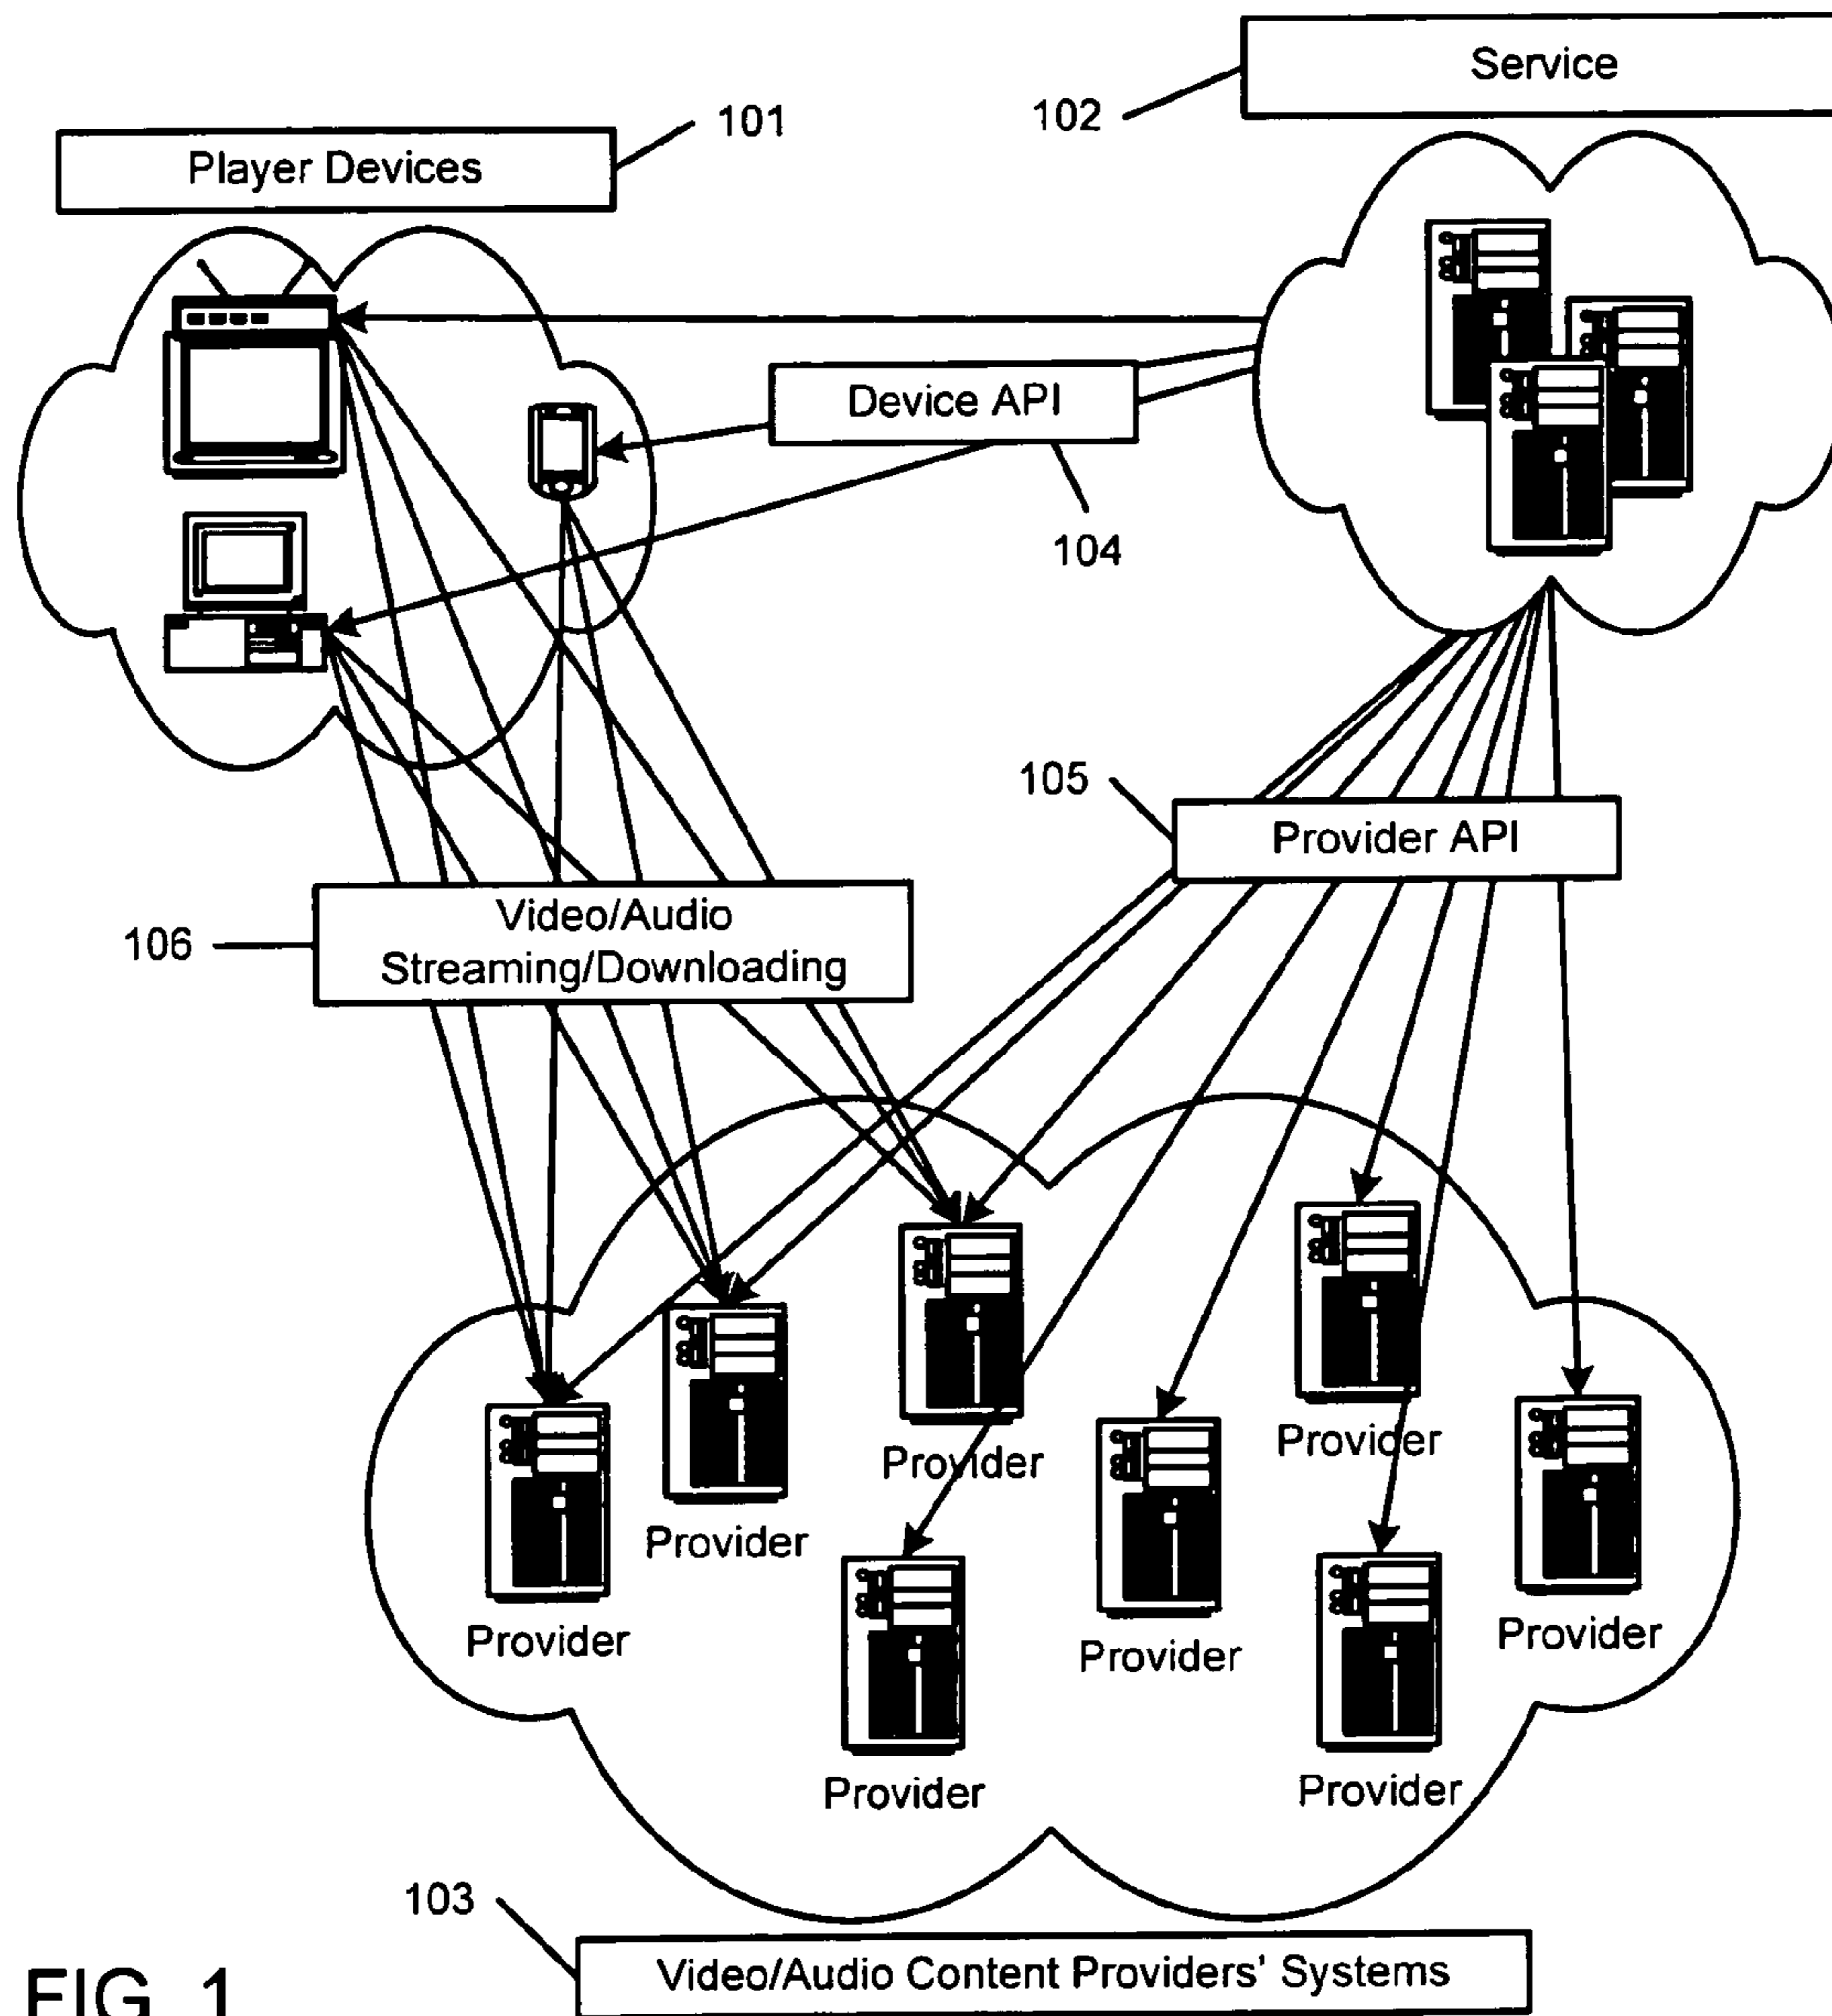 Service
102
101
Player Devices
Device API
104
105
Provider API
106
Video/Audio
Streaming/Downloading
Provider
Provider
Provider
Provider
Provider
Provider
Provider
Provider
103
Video/Audio Content Providers' Systems
FIG. 1